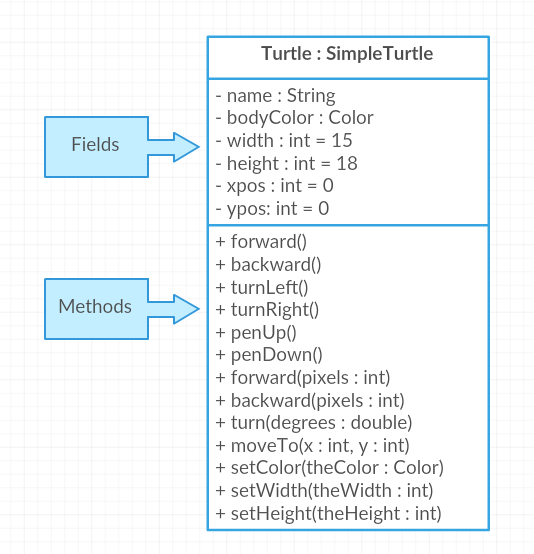 Turtle : SimpleTurtle
Fields
- name : String
- bodyColor : Color
- width : int = 15
- height : int = 18
- xpos : int = 0
- ypos: int = 0
Methods
+ forward()
+ backward()
+ turnLeft()
+ turnRight()
+ penUp()
+ penDown()
+ forward(pixels : int)
+ backward(pixels : int)
+ turn(degrees : double)
+ moveTo(x : int, y : int)
+ setColor(theColor : Color)
+ setWidth(theWidth : int)
+ setHeight(theHeight : int)